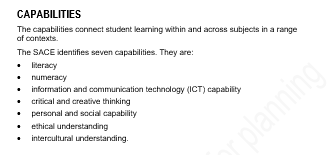 CAPABILITIES
The capabilities connect student learning within and across subjects in a range
of contexts.
The SACE identifies seven capabilities. They are:
• literacy
• numeracy
• information and communication technology (ICT) capability
• critical and creative thinking
• personal and social capability
• ethical understanding
• intercultural understanding.
for planning